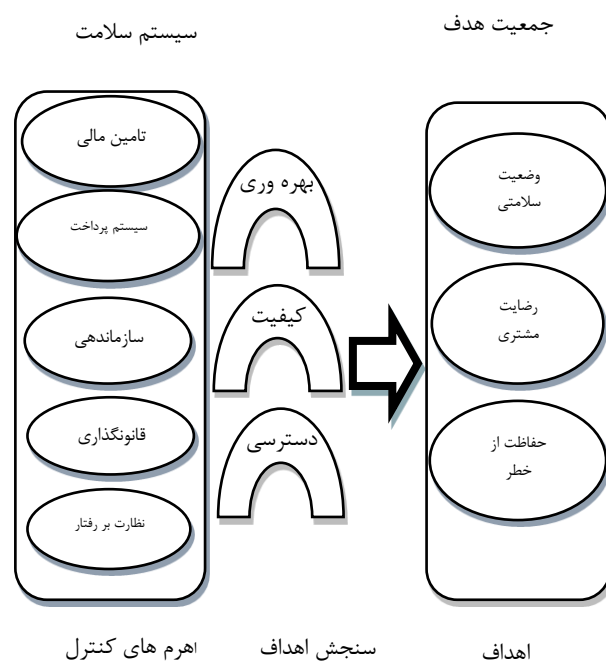 جمعیت هدف
سیستم سلامت
تامین مالی
سیستم پرداخت
سازماندهی
قانونگذاری
نظارت بر رفتار
بهره وری
کیفیت
دسترسی
وضعیت
سلامتی
رضایت
مشتری
حفاظت از
خطر
اهرم های کنترل
سنجش اهداف
اهداف